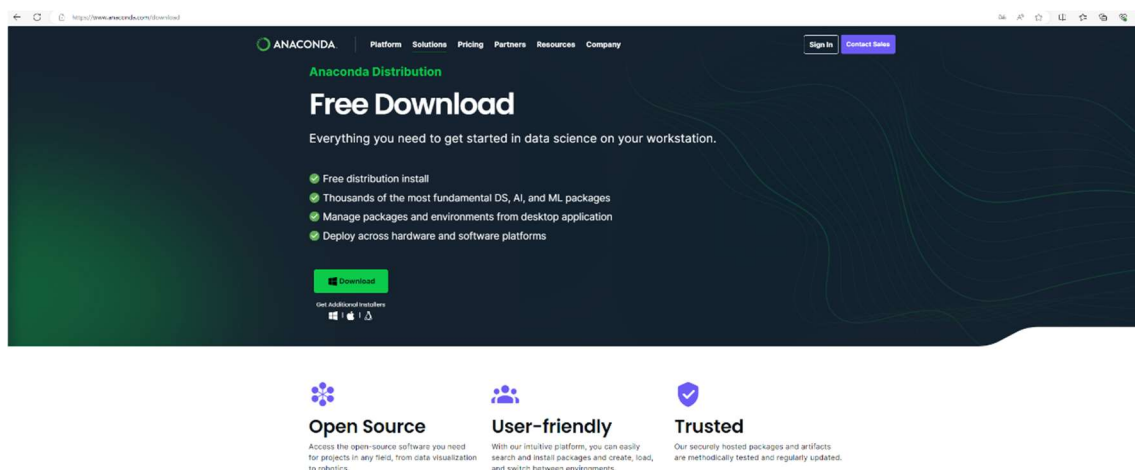 https://www.anaconda.com/download
ANACONDA. Platform Solutions Pricing Partners Resources Company Sign In Contact Sales
Anaconda Distribution
Free Download
Everything you need to get started in data science on your workstation.
Free distribution install
Thousands of the most fundamental DS, AI, and ML packages
Manage packages and environments from desktop application
Deploy across hardware and software platforms
Download
Get Additional Installers
Open Source
Access the open-source software you need
for projects in any field, from data visualization
to robotics.
User-friendly
With our intuitive platform, you can easily
search and install packages and create, load,
and switch between environments.
Trusted
Our securely hosted packages and artifacts
are methodically tested and regularly updated.